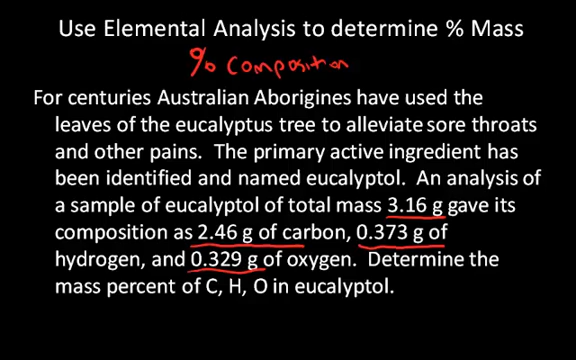 Use Elemental Analysis to determine % Mass
% Composition
For centuries Australian Aborigines have used the
leaves of the eucalyptus tree to alleviate sore throats
and other pains. The primary active ingredient has
been identified and named eucalyptol. An analysis of
a sample of eucalyptol of total mass 3.16 g gave its
composition as 2.46 g of carbon, 0.373 g of
hydrogen, and 0.329 g of oxygen. Determine the
mass percent of C, H, O in eucalyptol.